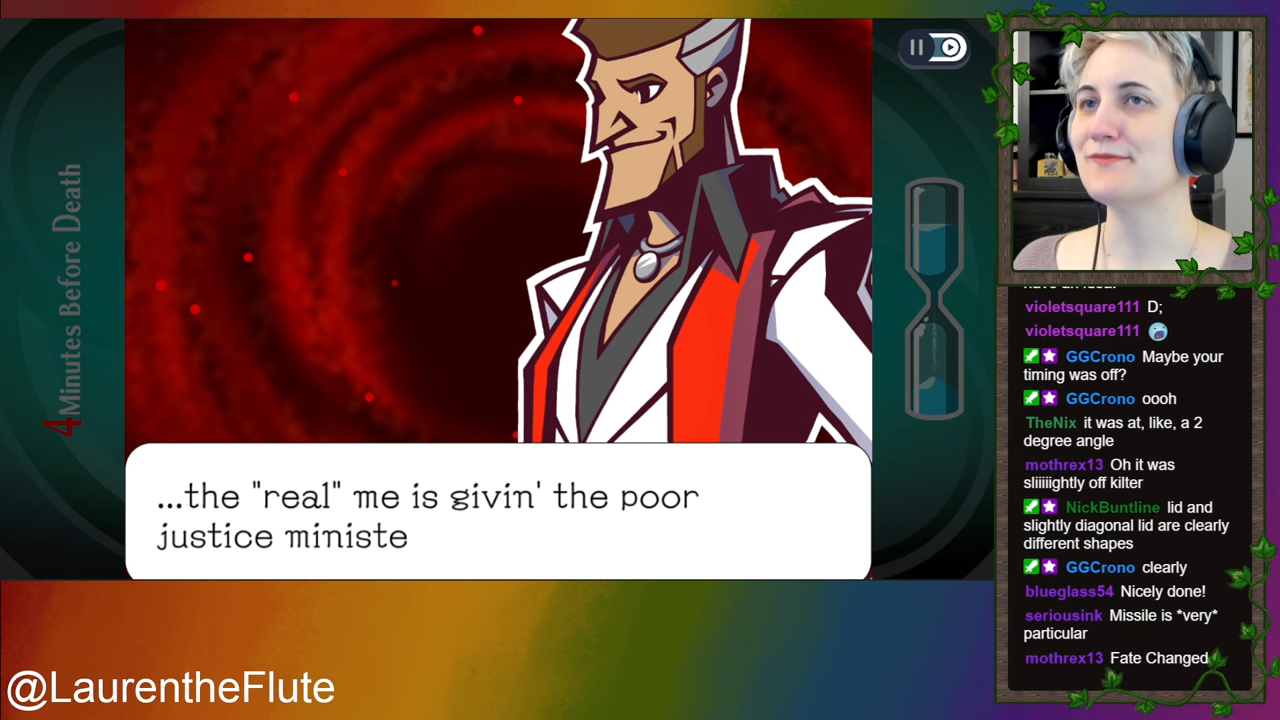 4 Minutes Before Death
...the "real" me is givin' the poor
justice ministe
@LaurentheFlute
violetsquare111 D;
violetsquare111
GGCrono Maybe your
timing was off?
GGCrono oooh
TheNix it was at, like, a 2
degree angle
mothrex13 Oh it was
sliiiiightly off kilter
NickBuntline lid and
slightly diagonal lid are clearly
different shapes
GGCrono clearly
blueglass54 Nicely done!
seriousink Missile is *very*
particular
mothrex13 Fate Changed